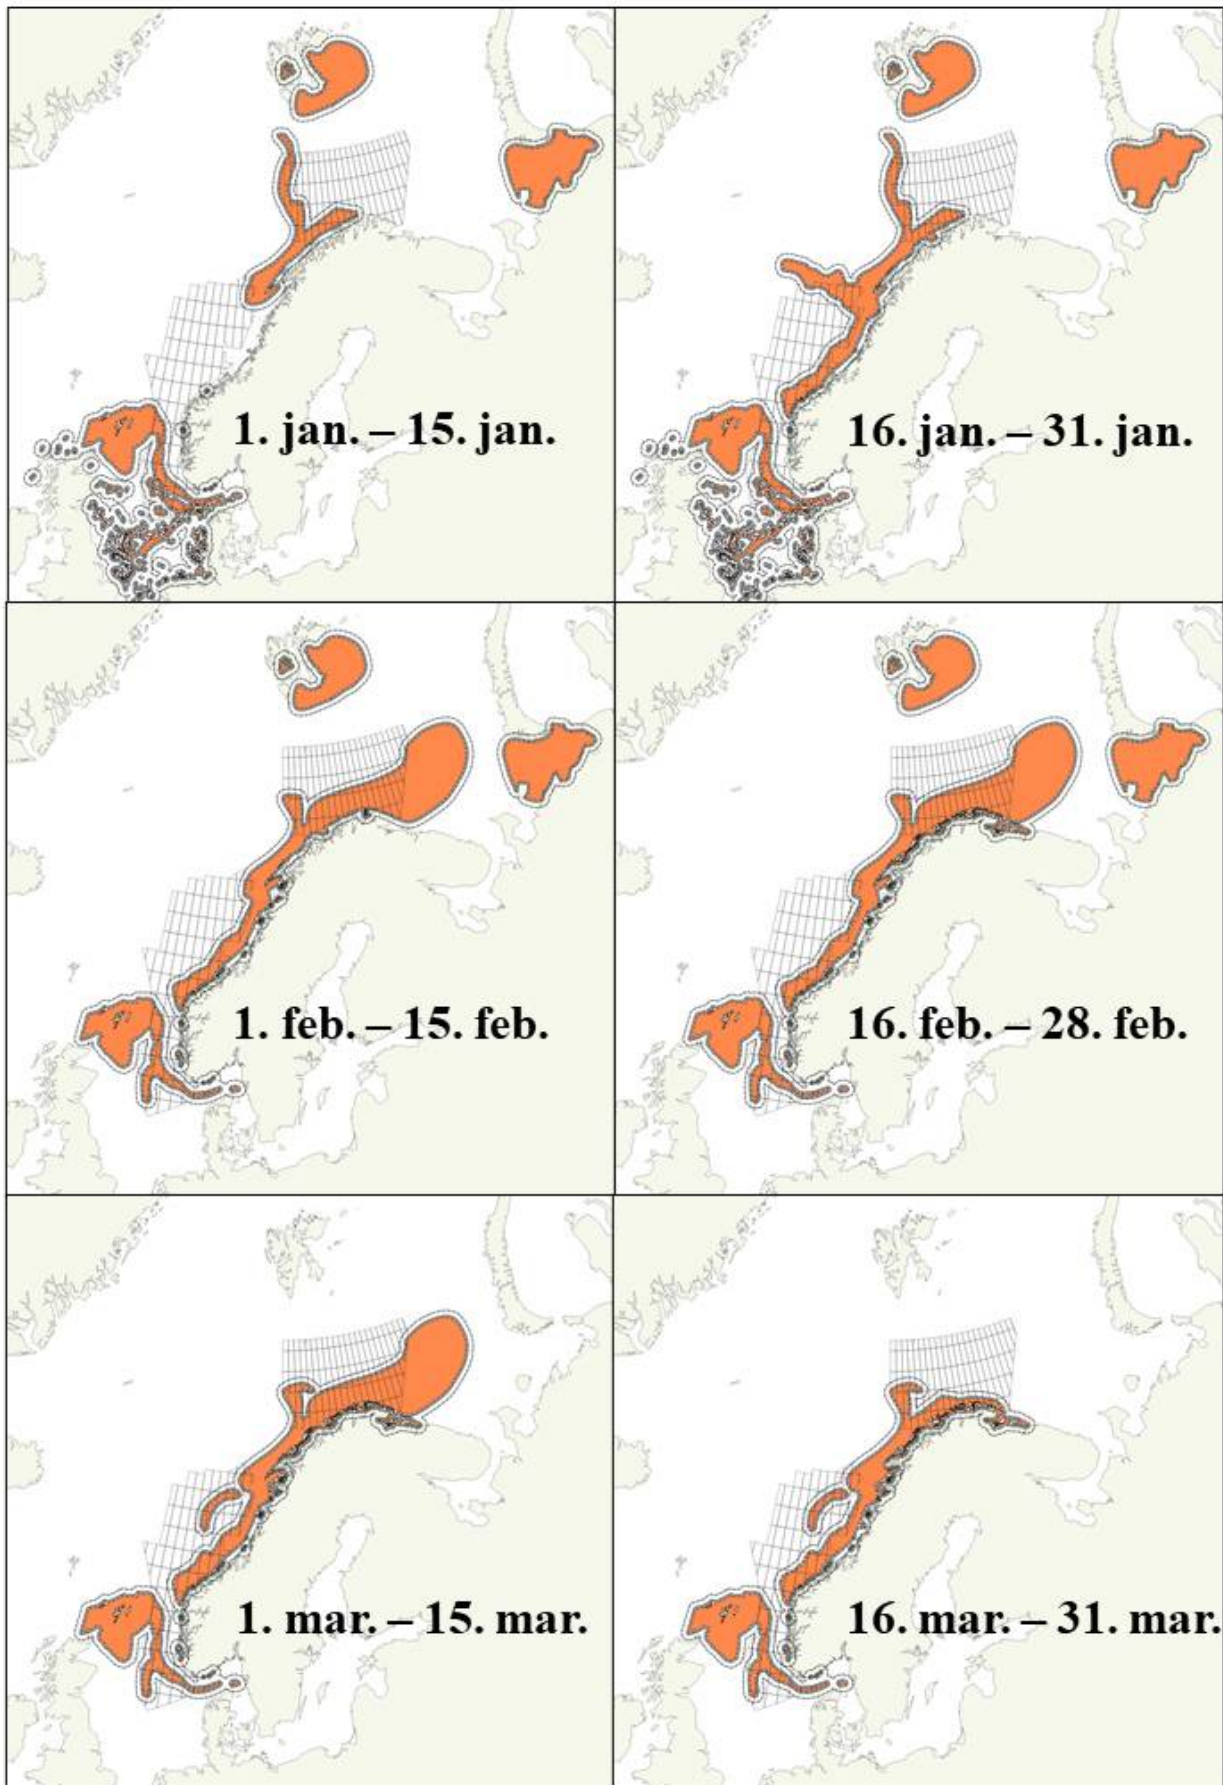 1. jan. – 15. jan.
16. jan. – 31. jan.
1. feb. – 15. feb.
16. feb. – 28. feb.
1. mar. – 15. mar.
16. mar. – 31. mar.